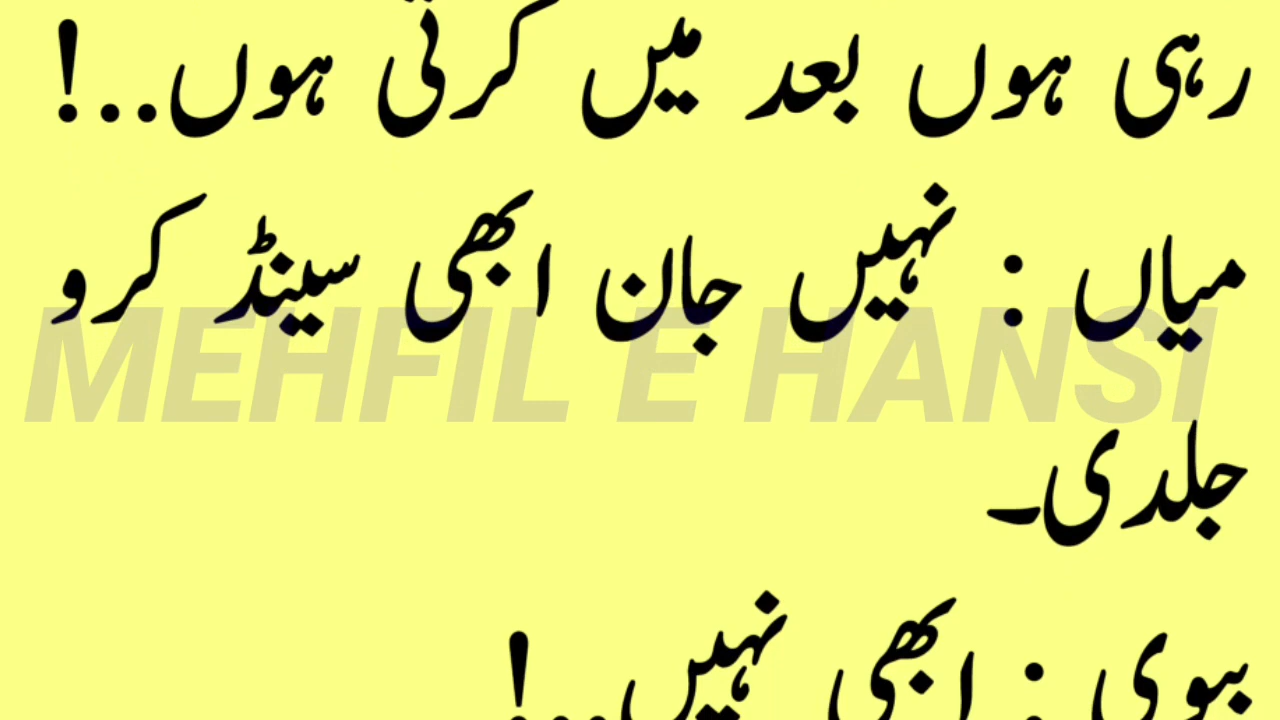 رہی ہوں بعد میں کرتی ہوں..!
میاں : نہیں جان ابھی سینڈ کرو
MEHFIL E HANSI
جلدی۔
بیوی : ابھی نہیں..!